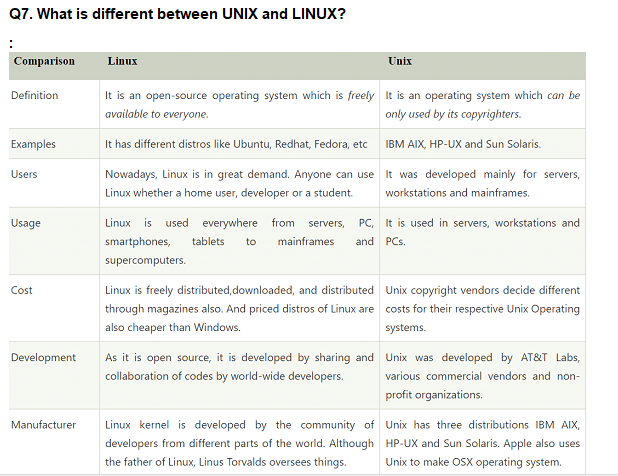 Q7. What is different between UNIX and LINUX?
:
Comparison Linux Unix
Definition It is an open-source operating system which is freely It is an operating system which can be
available to everyone. only used by its copyrighters.
Examples It has different distros like Ubuntu, Redhat, Fedora, etc IBM AIX, HP-UX and Sun Solaris.
Users Nowadays, Linux is in great demand. Anyone can use It was developed mainly for servers,
Linux whether a home user, developer or a student. workstations and mainframes.
Usage Linux is used everywhere from servers, PC, It is used in servers, workstations and
smartphones, tablets to mainframes and PCs.
supercomputers.
Cost Linux is freely distributed,downloaded, and distributed Unix copyright vendors decide different
through magazines also. And priced distros of Linux are costs for their respective Unix Operating
also cheaper than Windows. systems.
Development As it is open source, it is developed by sharing and Unix was developed by AT&T Labs,
collaboration of codes by world-wide developers. various commercial vendors and non-
profit organizations.
Manufacturer Linux kernel is developed by the community of Unix has three distributions IBM AIX,
developers from different parts of the world. Although HP-UX and Sun Solaris. Apple also uses
the father of Linux, Linus Torvalds oversees things. Unix to make OSX operating system.